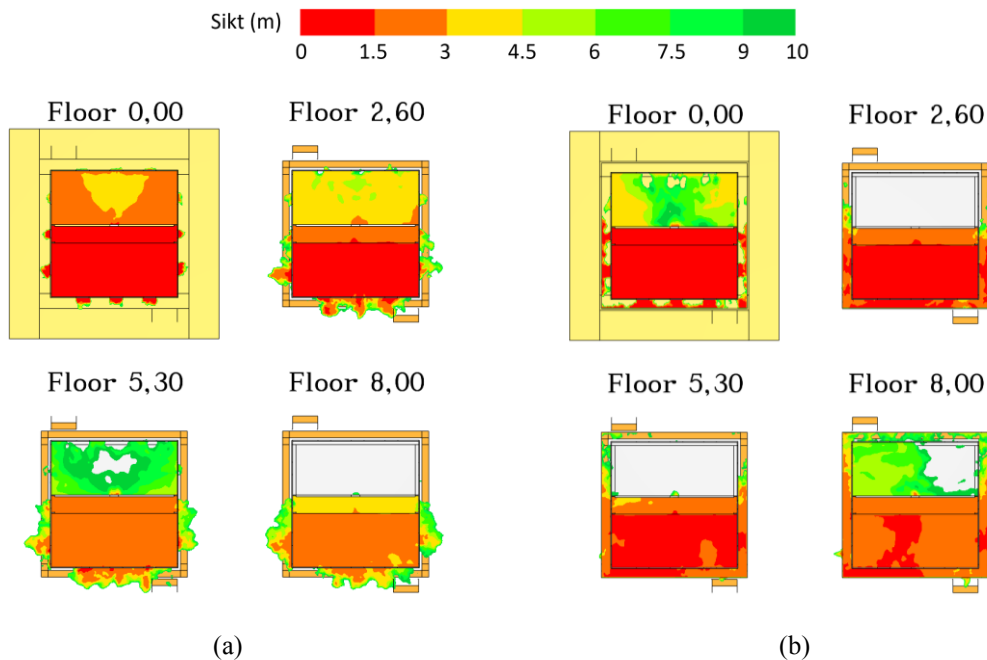 Sikt (m)
0 1.5 3 4.5 6 7.5 9 10
Floor 0,00 Floor 2,60 Floor 0,00 Floor 2,60
Floor 5,30 Floor 8,00 Floor 5,30 Floor 8,00
(a) (b)